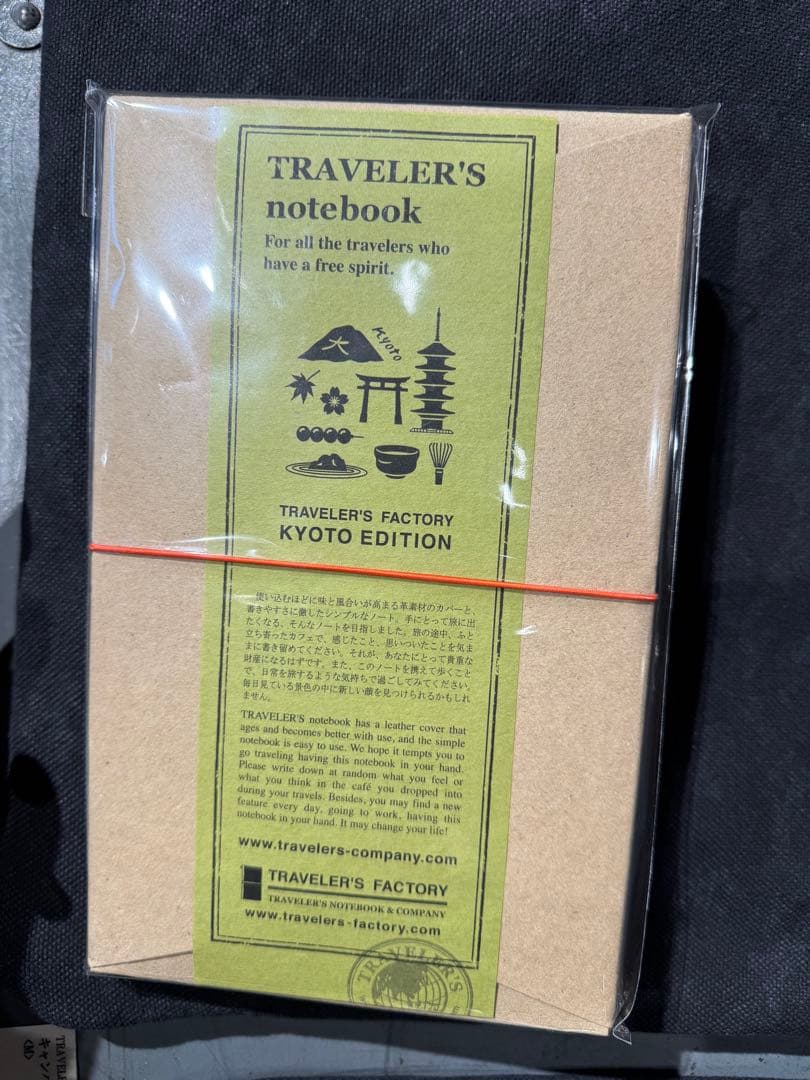 TRAVELER'S
notebook
For all the travelers who
have a free spirit.
大
Kyoto
TRAVELER'S FACTORY
KYOTO EDITION
使い込むほどに味と風合いが高まる革素材のカバーと、
書きやすさに徹したシンプルなノート。手にとって旅に出
たくなる、そんなノートを目指しました。旅の途中、ふと
立ち寄ったカフェで、感じたこと、思いついたことを気ま
まに書き留めてください。それが、あなたにとって貴重な
財産になるはずです。また、このノートを携えて歩くこと
で、日常を旅するような気持ちで過ごしてみてください。
毎日見ている景色の中に新しい顔を見つけられるかもしれ
ません。
TRAVELER'S notebook has a leather cover that
ages and becomes better with use, and the simple
notebook is easy to use. We hope it tempts you to
go traveling having this notebook in your hand.
Please write down at random what you feel or
what you think in the café you dropped into
during your travels. Besides, you may find a new
feature every day, going to work, having this
notebook in your hand. It may change your life!
www.travelers-company.com
TRAVELER'S FACTORY
TRAVELER'S NOTEBOOK & COMPANY
www.travelers-factory.com
TRAVELER'S
TRAVEL
キャン
〈M〉